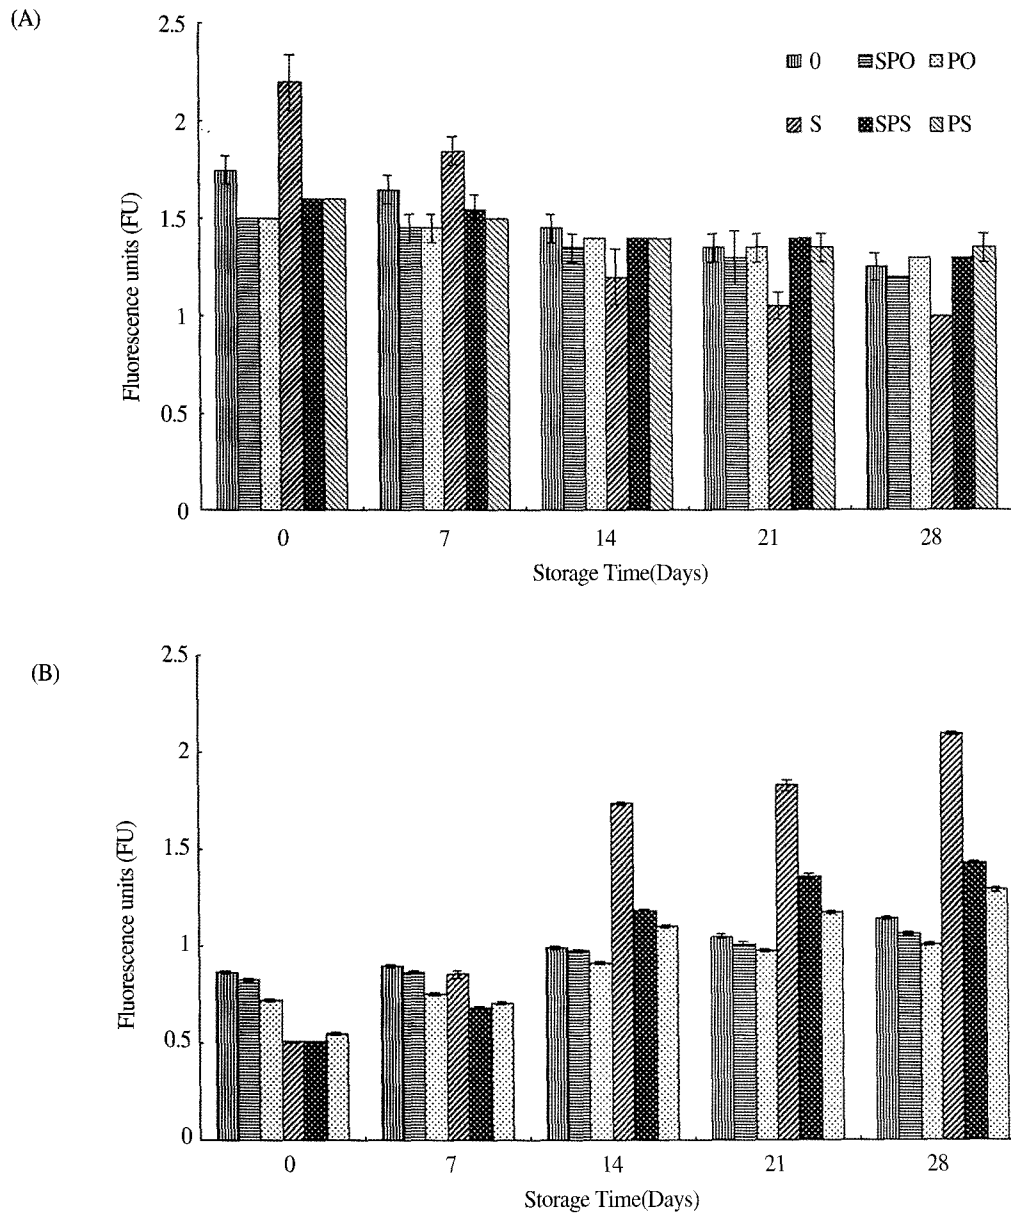 (A)
2.5
2
1.5
1
0.5
0
Fluorescence units (FU)
0 SPO PO
S SPS PS
0 7 14 21 28
Storage Time(Days)
(B)
2.5
2
1.5
1
0.5
0
Fluorescence units (FU)
0 7 14 21 28
Storage Time(Days)